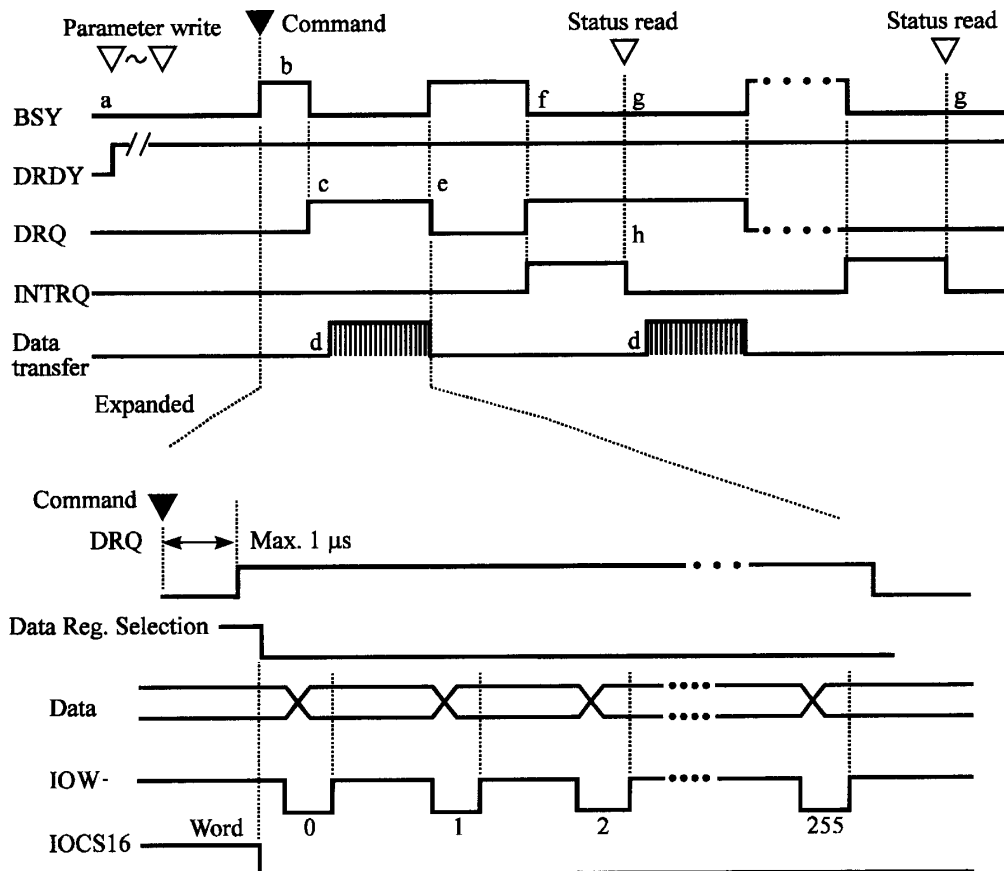 Parameter write
Command
Status read
Status read
a
b
f
g
g
BSY
DRDY
c
e
DRQ
h
INTRQ
d
d
Data
transfer
Expanded
Command
DRQ
Max. 1 μs
Data Reg. Selection
Data
IOW-
0
1
2
255
Word
IOCS16